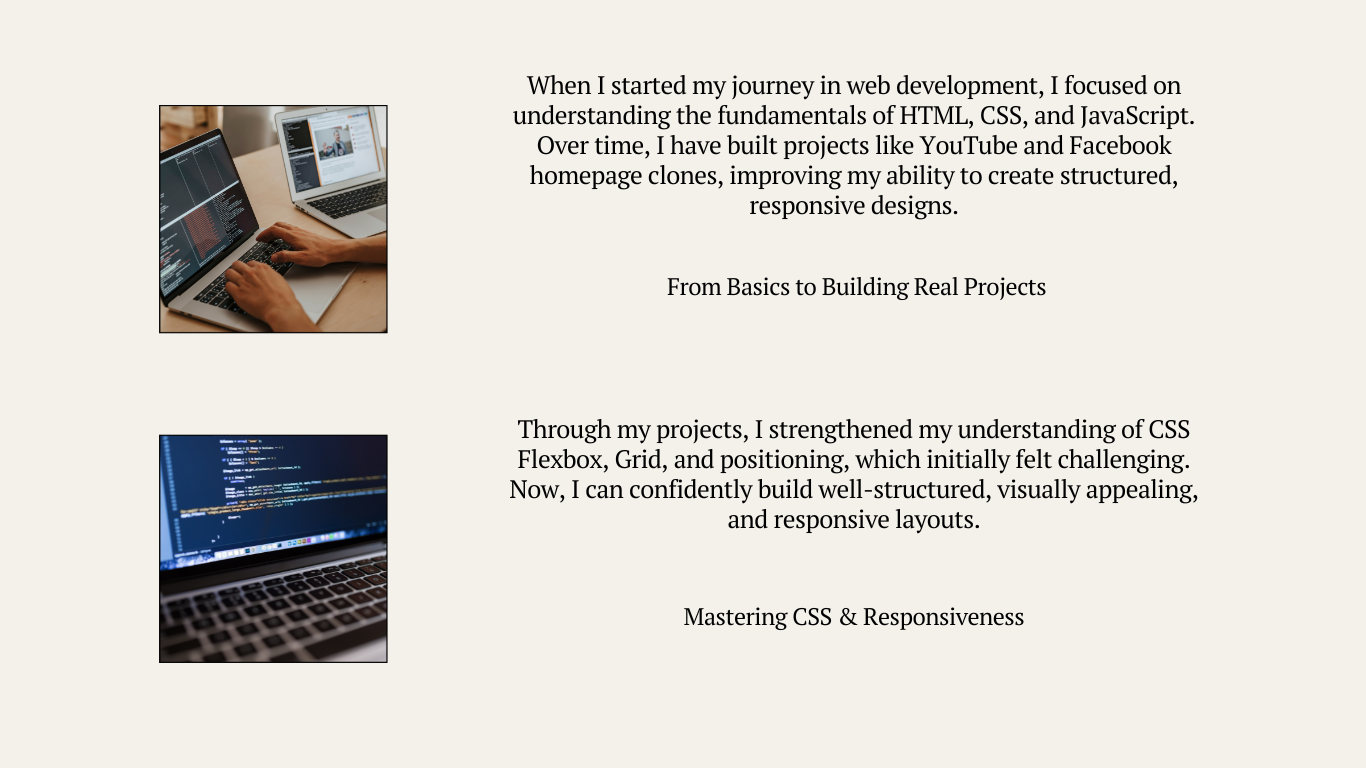 When I started my journey in web development, I focused on
understanding the fundamentals of HTML, CSS, and JavaScript.
Over time, I have built projects like YouTube and Facebook
homepage clones, improving my ability to create structured,
responsive designs.
From Basics to Building Real Projects
Through my projects, I strengthened my understanding of CSS
Flexbox, Grid, and positioning, which initially felt challenging.
Now, I can confidently build well-structured, visually appealing,
and responsive layouts.
Mastering CSS & Responsiveness